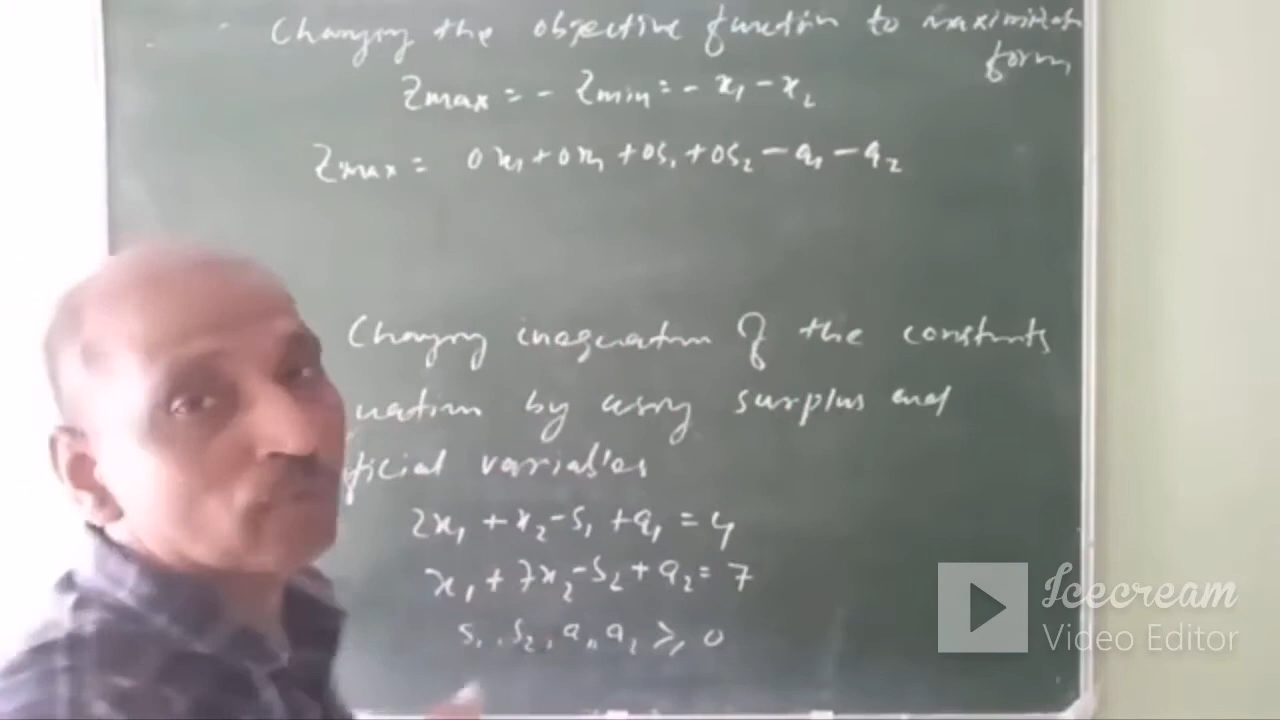 Changing the objective function to maximization
form
Zmax = - Zmin = - x₁ - x₂
Zmax = 0x₁ + 0x₁ + 0S₁ + 0S₂ - a₁ - a₂
Changing inequation of the constraints
uation by using surplus and
ficial variables
2x₁ + x₂ - S₁ + a₁ = 4
x₁ + 7x₂ - S₂ + a₂ = 7
S₁, S₂, a₁, a₂ ≥ 0
Icecream
Video Editor